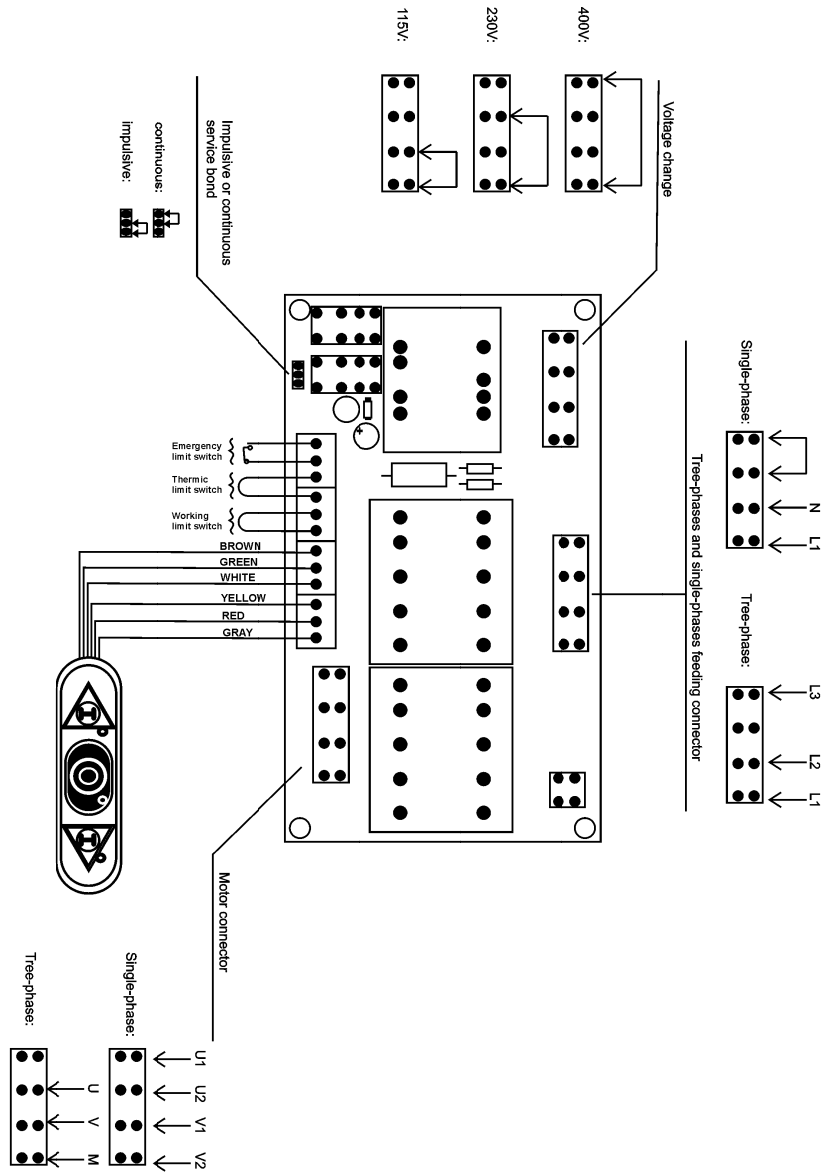 115V:
230V:
400V:
Voltage change
Impulsive or continuous
service bond
continuous:
impulsive:
Single-phase:
N
L1
Tree-phases and single-phases feeding connector
Tree-phase:
L3
L2
L1
Emergency
limit switch
Thermic
limit switch
Working
limit switch
BROWN
GREEN
WHITE
YELLOW
RED
GRAY
Motor connector
Single-phase:
U1
U2
V1
V2
Tree-phase:
U
V
M